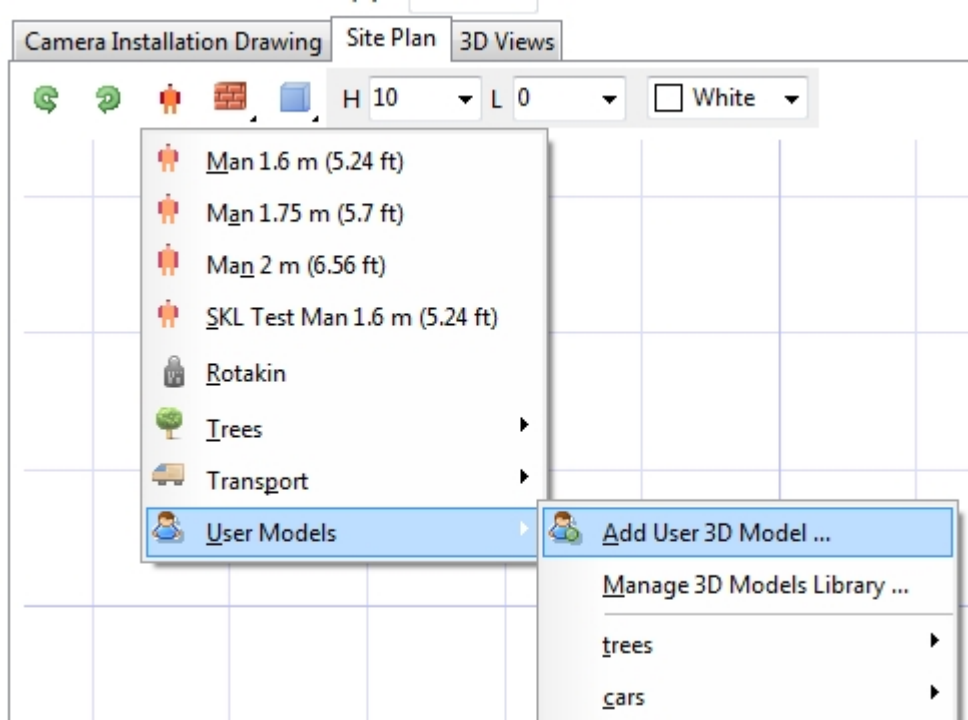 Camera Installation Drawing Site Plan 3D Views
H 10 L 0 White
Man 1.6 m (5.24 ft)
Man 1.75 m (5.7 ft)
Man 2 m (6.56 ft)
SKL Test Man 1.6 m (5.24 ft)
Rotakin
Trees
Transport
User Models
Add User 3D Model ...
Manage 3D Models Library ...
trees
cars